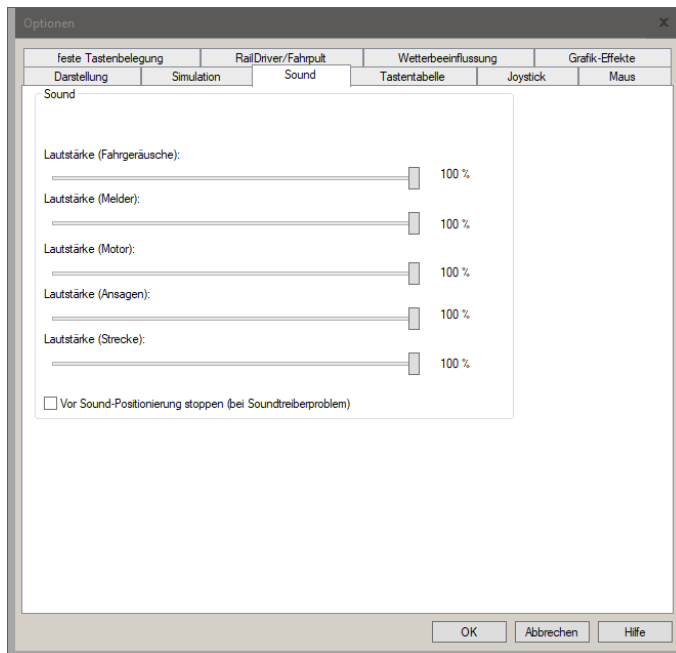 Optionen
x
feste Tastenbelegung RailDriver/Fahrpult Wetterbeeinflussung Grafik-Effekte
Darstellung Simulation Sound Tastentabelle Joystick Maus
Sound
Lautstärke (Fahrgeräusche):
100 %
Lautstärke (Melder):
100 %
Lautstärke (Motor):
100 %
Lautstärke (Ansagen):
100 %
Lautstärke (Strecke):
100 %
Vor Sound-Positionierung stoppen (bei Soundtreiberproblem)
OK Abbrechen Hilfe